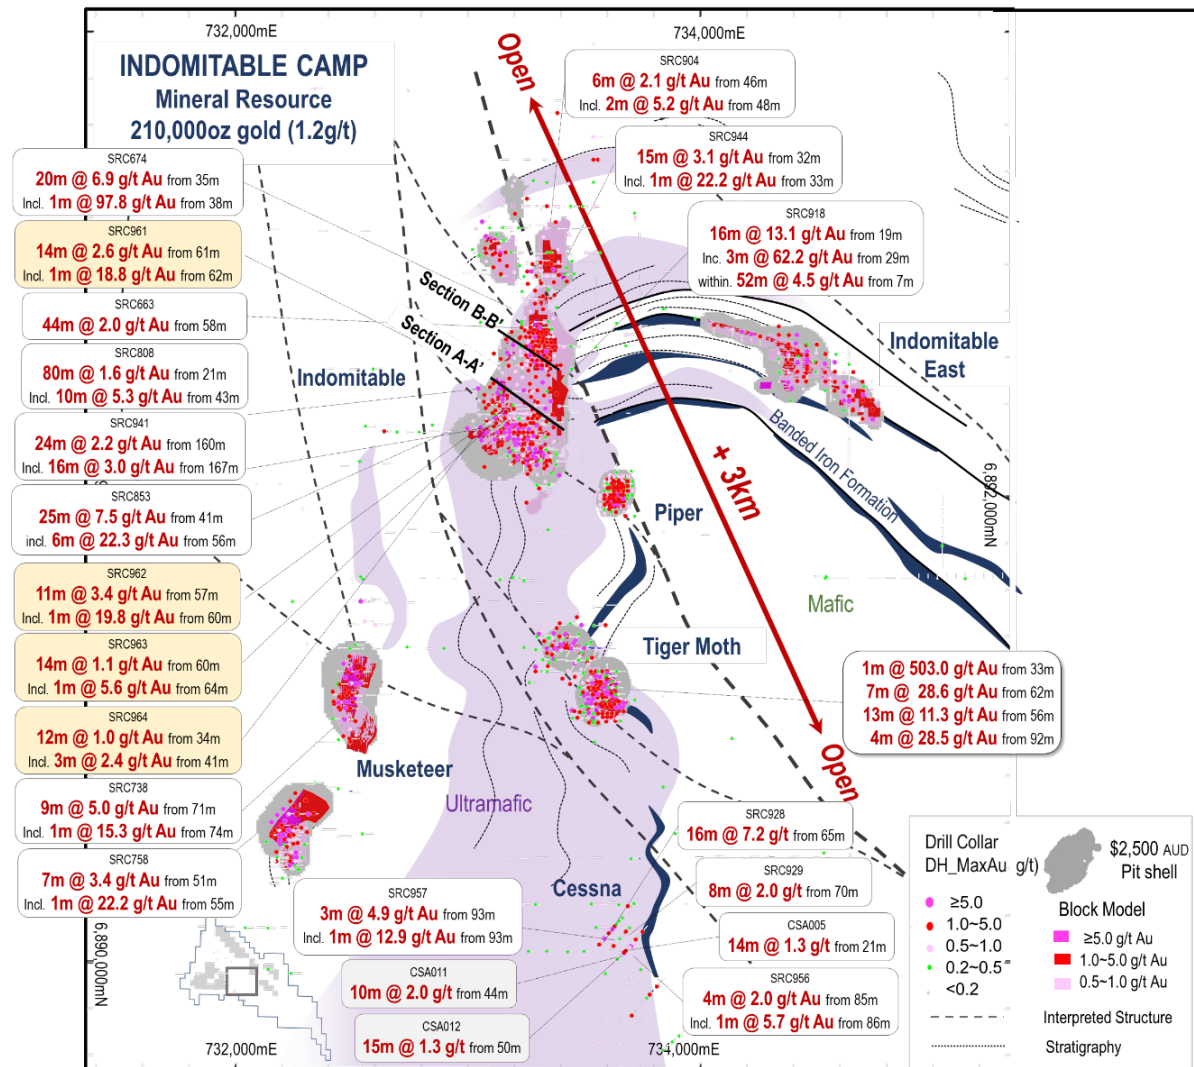 732,000mE
734,000mE
INDOMITABLE CAMP
Mineral Resource
210,000oz gold (1.2g/t)
Open
SRC904
6m @ 2.1 g/t Au from 46m
Incl. 2m @ 5.2 g/t Au from 48m
SRC944
15m @ 3.1 g/t Au from 32m
Incl. 1m @ 22.2 g/t Au from 33m
SRC918
16m @ 13.1 g/t Au from 19m
Inc. 3m @ 62.2 g/t Au from 29m
within. 52m @ 4.5 g/t Au from 7m
SRC674
20m @ 6.9 g/t Au from 35m
Incl. 1m @ 97.8 g/t Au from 38m
SRC961
14m @ 2.6 g/t Au from 61m
Incl. 1m @ 18.8 g/t Au from 62m
SRC663
44m @ 2.0 g/t Au from 58m
SRC808
80m @ 1.6 g/t Au from 21m
Incl. 10m @ 5.3 g/t Au from 43m
SRC941
24m @ 2.2 g/t Au from 160m
Incl. 16m @ 3.0 g/t Au from 167m
SRC853
25m @ 7.5 g/t Au from 41m
incl. 6m @ 22.3 g/t Au from 56m
SRC962
11m @ 3.4 g/t Au from 57m
Incl. 1m @ 19.8 g/t Au from 60m
SRC963
14m @ 1.1 g/t Au from 60m
Incl. 1m @ 5.6 g/t Au from 64m
SRC964
12m @ 1.0 g/t Au from 34m
Incl. 3m @ 2.4 g/t Au from 41m
SRC738
9m @ 5.0 g/t Au from 71m
Incl. 1m @ 15.3 g/t Au from 74m
SRC758
7m @ 3.4 g/t Au from 51m
Incl. 1m @ 22.2 g/t Au from 55m
Section B-B'
Section A-A'
Indomitable
Indomitable
East
Banded Iron Formation
6,892,000mN
+ 3km
Piper
Mafic
Tiger Moth
1m @ 503.0 g/t Au from 33m
7m @ 28.6 g/t Au from 62m
13m @ 11.3 g/t Au from 56m
4m @ 28.5 g/t Au from 92m
Open
Musketeer
Ultramafic
Cessna
SRC928
16m @ 7.2 g/t from 65m
SRC929
8m @ 2.0 g/t from 70m
CSA005
14m @ 1.3 g/t from 21m
SRC956
4m @ 2.0 g/t Au from 85m
Incl. 1m @ 5.7 g/t Au from 86m
SRC957
3m @ 4.9 g/t Au from 93m
Incl. 1m @ 12.9 g/t Au from 93m
CSA011
10m @ 2.0 g/t from 44m
CSA012
15m @ 1.3 g/t from 50m
6,890,000mN
732,000mE
734,000mE
Drill Collar
DH_MaxAu g/t)
≥5.0
1.0~5.0
0.5~1.0
0.2~0.5
<0.2
$2,500 AUD
Pit shell
Block Model
≥5.0 g/t Au
1.0~5.0 g/t Au
0.5~1.0 g/t Au
Interpreted Structure
Stratigraphy